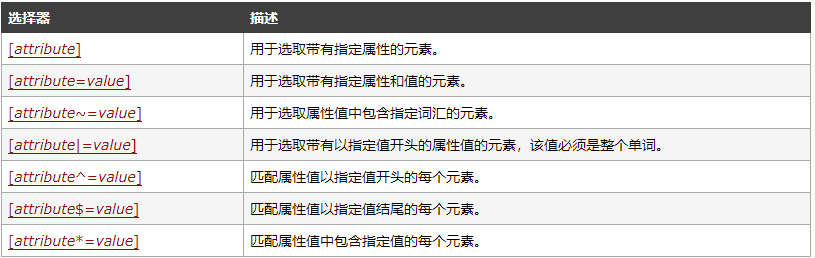 选择器 描述
[attribute] 用于选取带有指定属性的元素。
[attribute=value] 用于选取带有指定属性和值的元素。
[attribute~=value] 用于选取属性值中包含指定词汇的元素。
[attribute|=value] 用于选取带有以指定值开头的属性值的元素，该值必须是整个单词。
[attribute^=value] 匹配属性值以指定值开头的每个元素。
[attribute$=value] 匹配属性值以指定值结尾的每个元素。
[attribute*=value] 匹配属性值中包含指定值的每个元素。